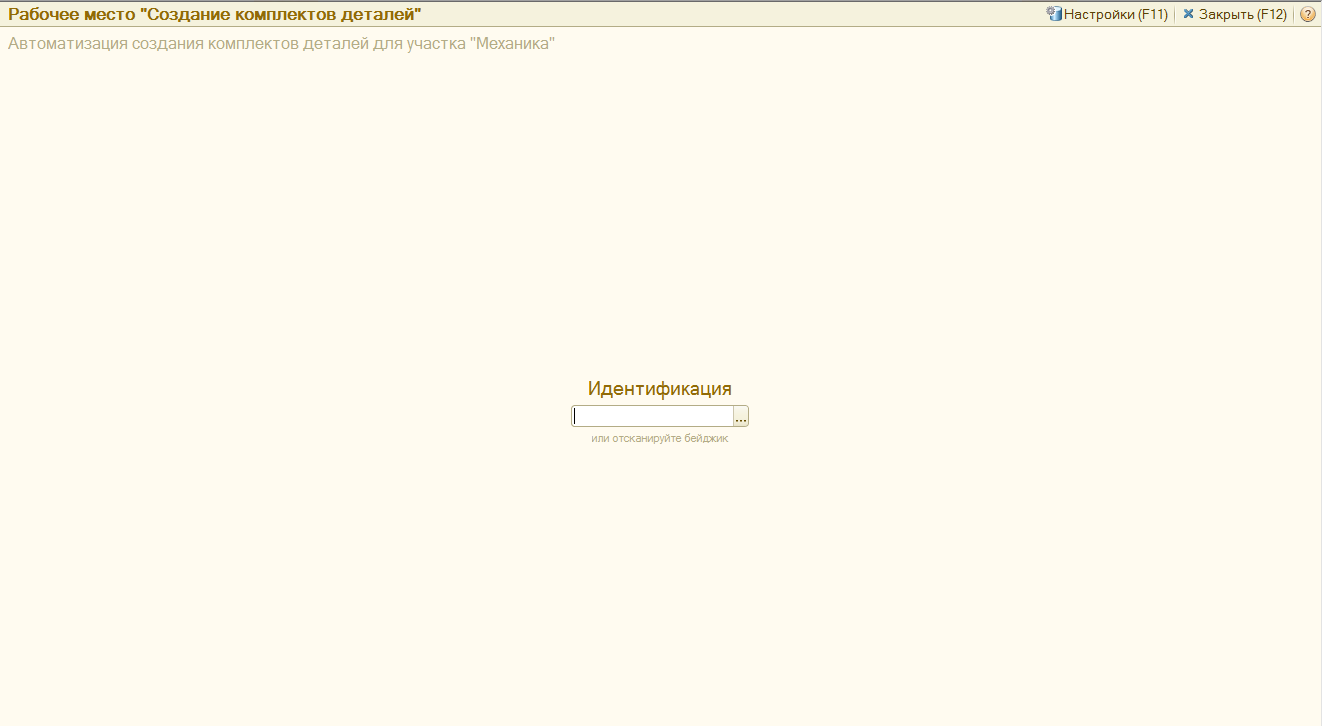 Рабочее место "Создание комплектов деталей"
Настройки (F11)
Закрыть (F12)
?
Автоматизация создания комплектов деталей для участка "Механика"
Идентификация
...
или отсканируйте бейджик